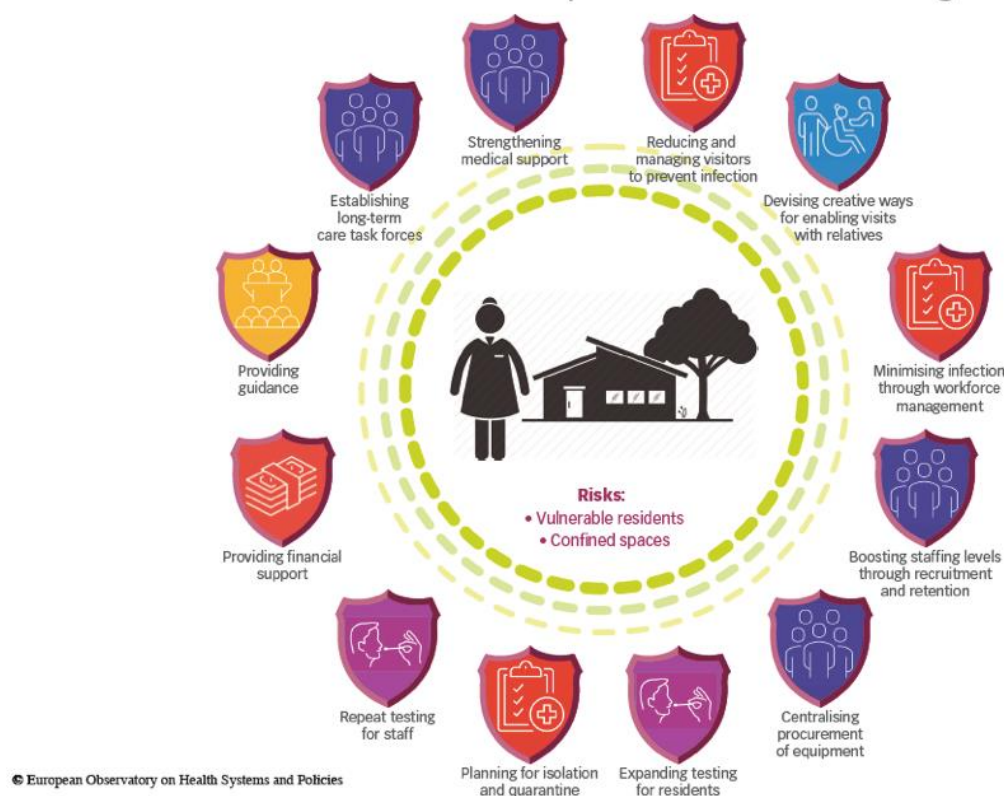 Strengthening
medical support
Reducing and
managing visitors
to prevent infection
Devising creative ways
for enabling visits
with relatives
Minimising infection
through workforce
management
Boosting staffing levels
through recruitment
and retention
Centralising
procurement
of equipment
Expanding testing
for residents
Planning for isolation
and quarantine
Repeat testing
for staff
Providing financial
support
Providing
guidance
Establishing
long-term
care task forces
Risks:
• Vulnerable residents
• Confined spaces
© European Observatory on Health Systems and Policies